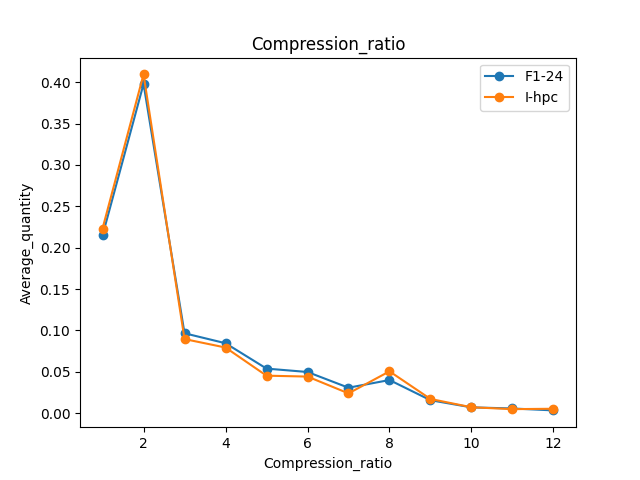 Compression_ratio
F1-24
I-hpc
Average_quantity
0.40
0.35
0.30
0.25
0.20
0.15
0.10
0.05
0.00
2 4 6 8 10 12
Compression_ratio